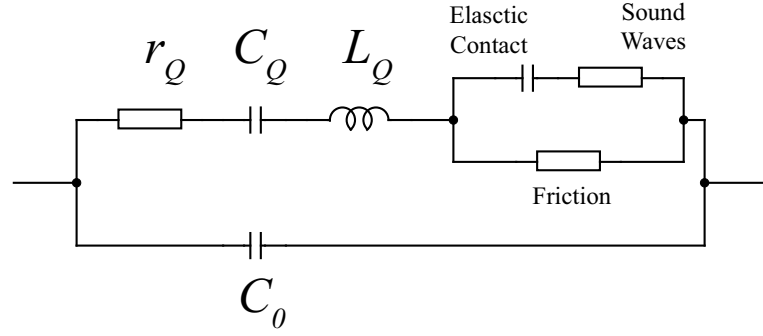 Elasctic
Contact
Sound
Waves
r_Q
C_Q
L_Q
Friction
C_0